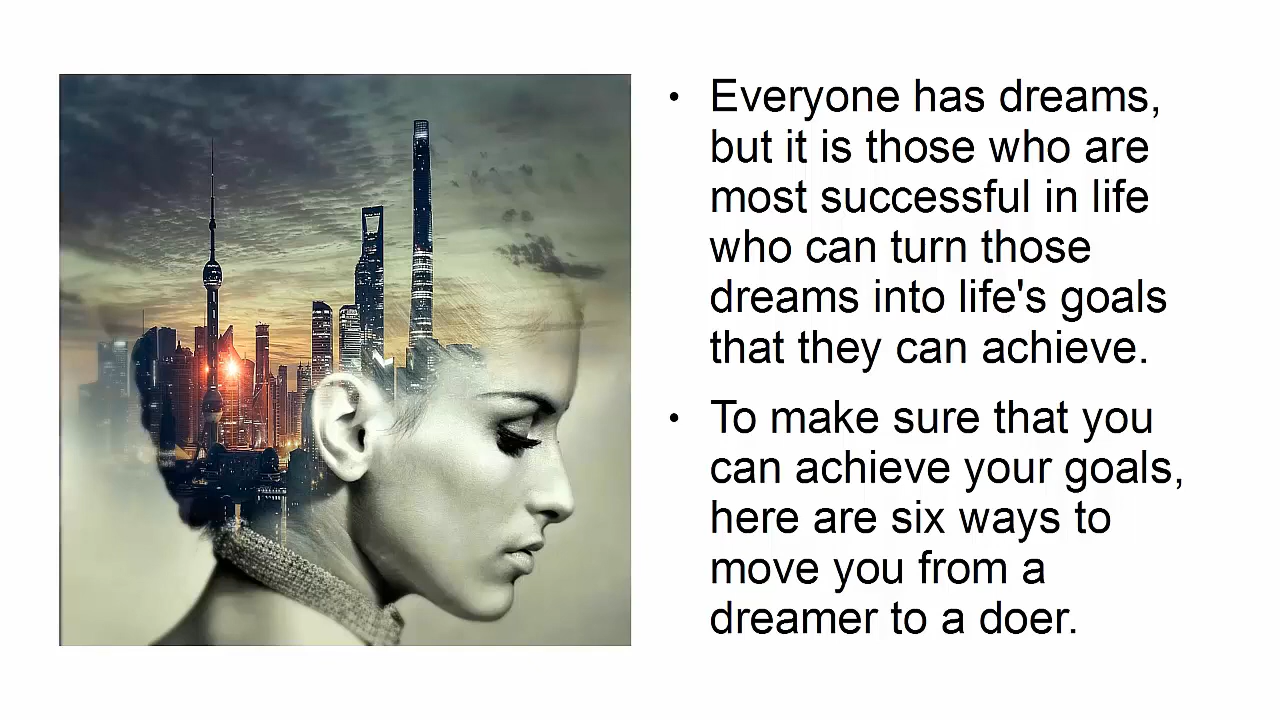 • Everyone has dreams,
but it is those who are
most successful in life
who can turn those
dreams into life's goals
that they can achieve.
• To make sure that you
can achieve your goals,
here are six ways to
move you from a
dreamer to a doer.